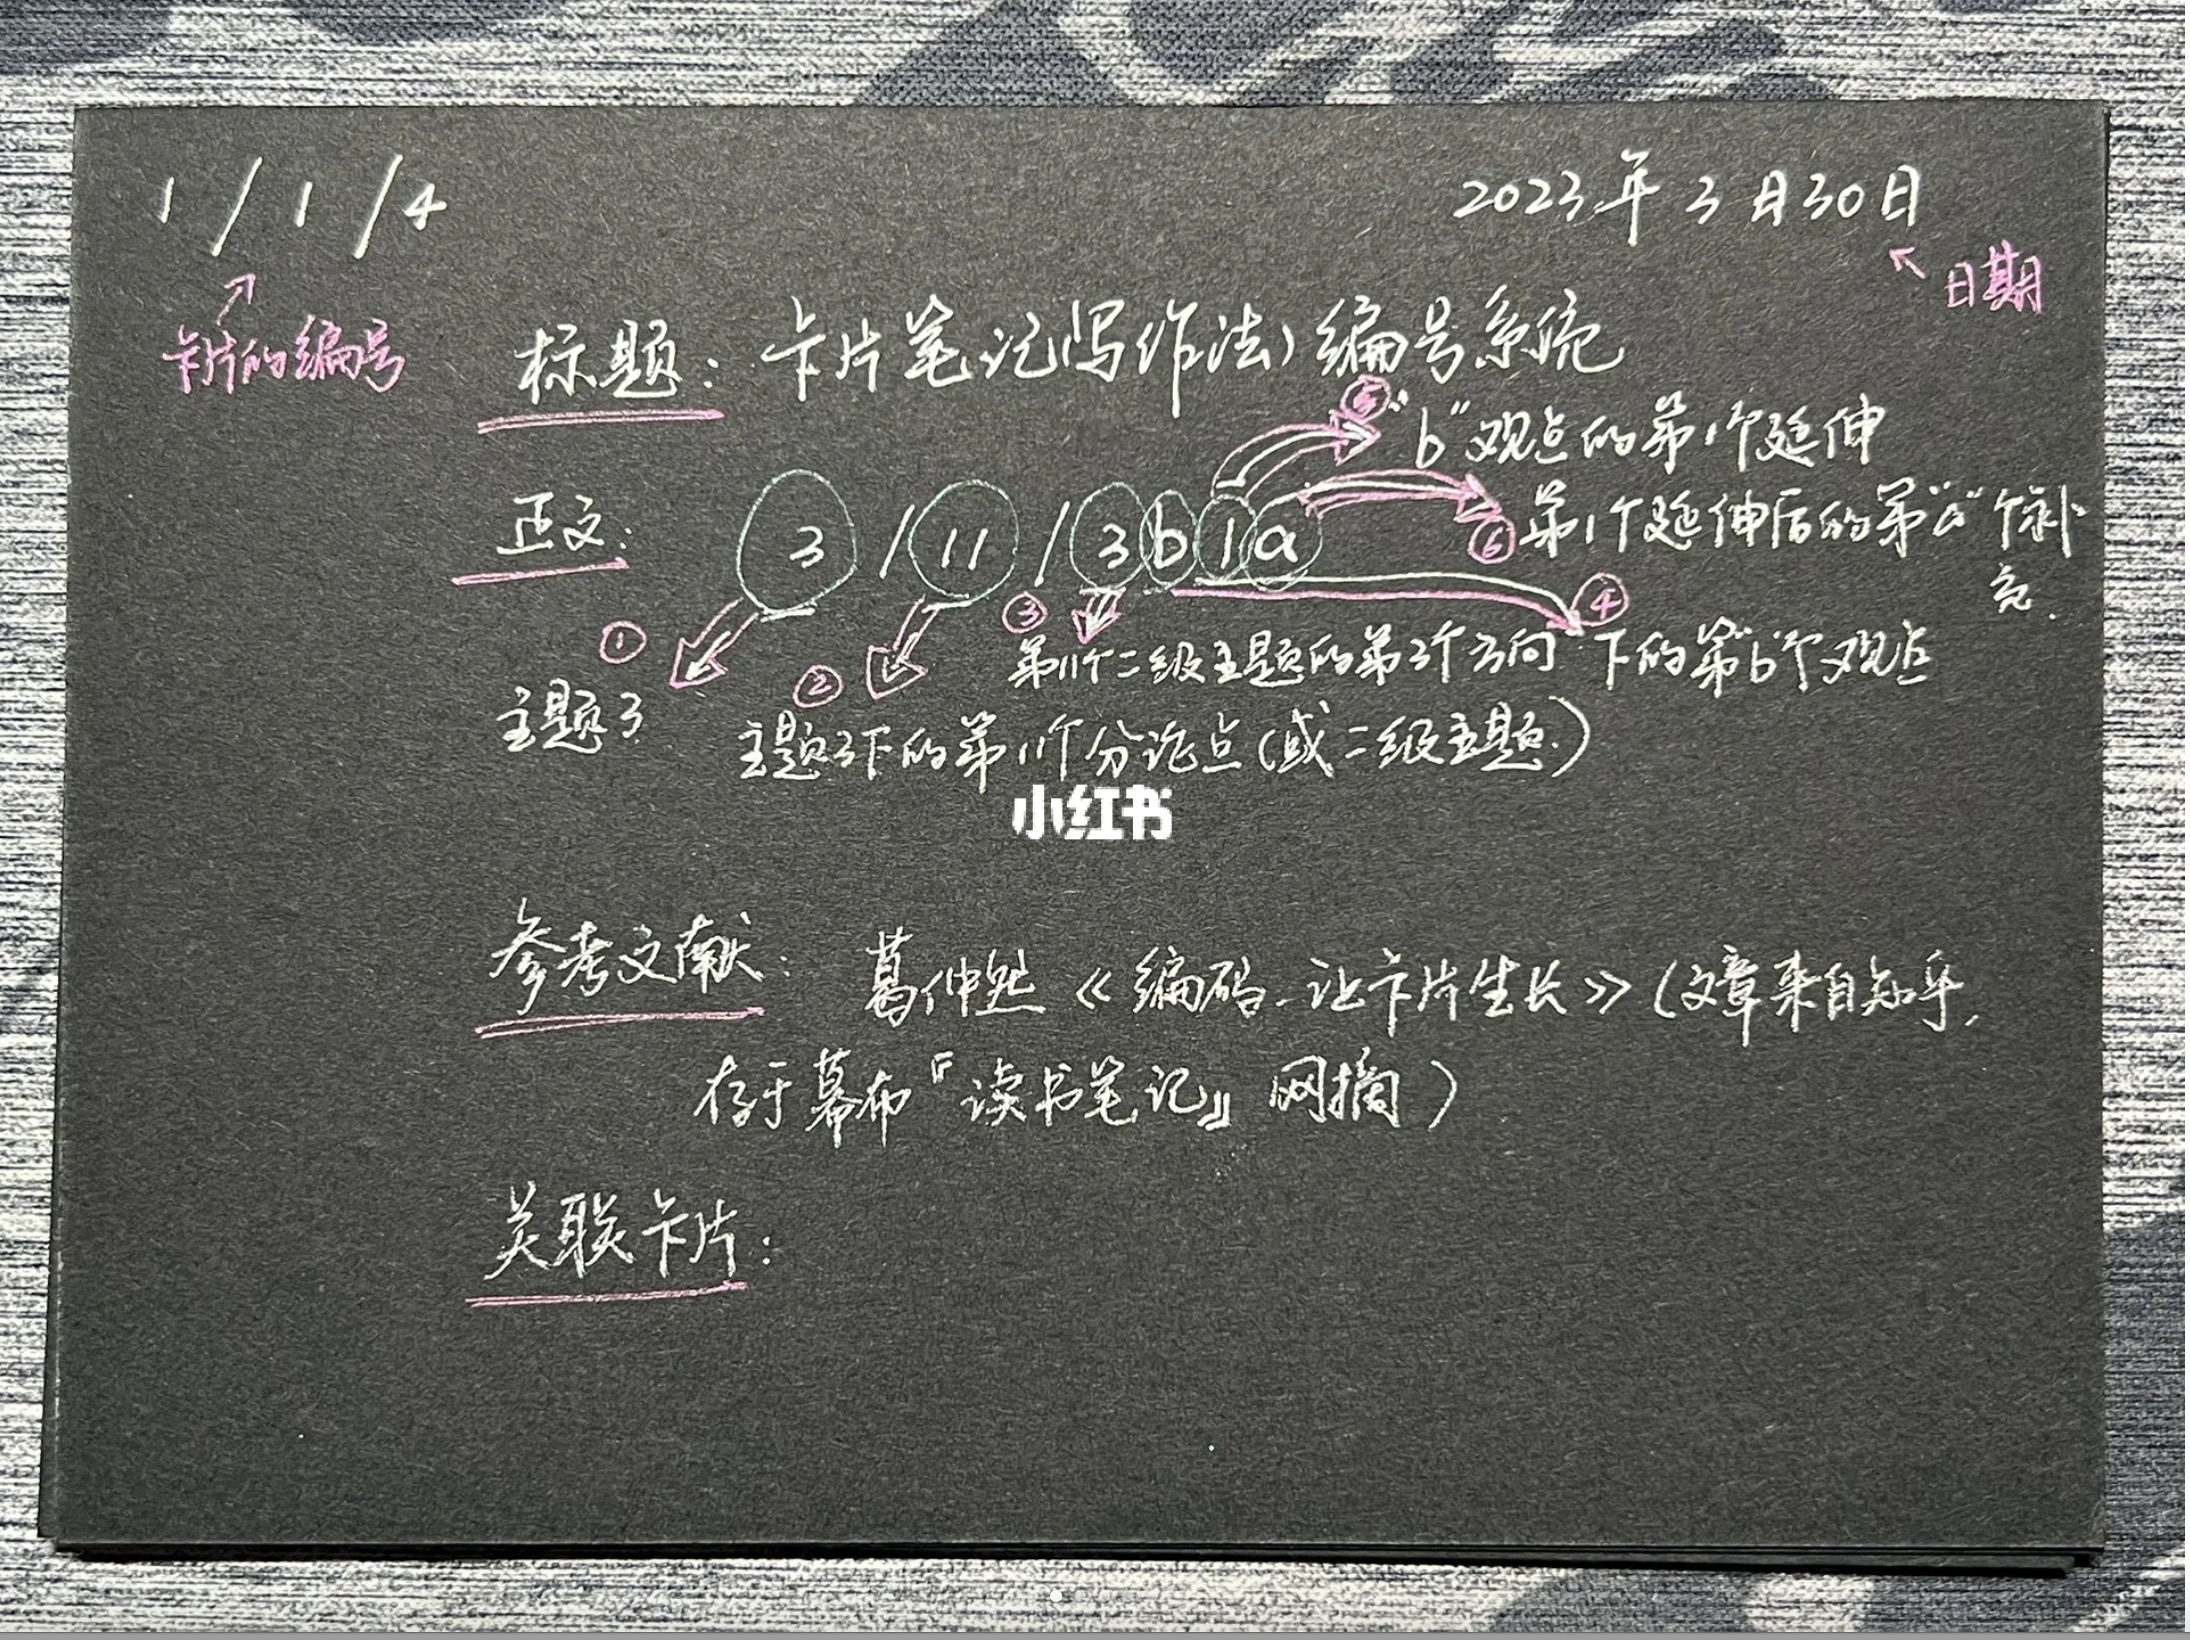 1/1/4
2023年3月30日
日期
卡片的编号
标题：卡片笔记(写作法)编号系统
⑤
"b"观点的第1个延伸
正文：3/11/3b1a
⑥第1个延伸后的第"a"个补充.
①
主题3
②
主题3下的第11个分论点(或二级主题.)
③
第11个二级主题的第3个方向
④
下的第"b"个观点
小红书
参考文献：葛仲然《编码-让卡片生长》(文章来自知乎,
存于幕布『读书笔记』网摘)
关联卡片：